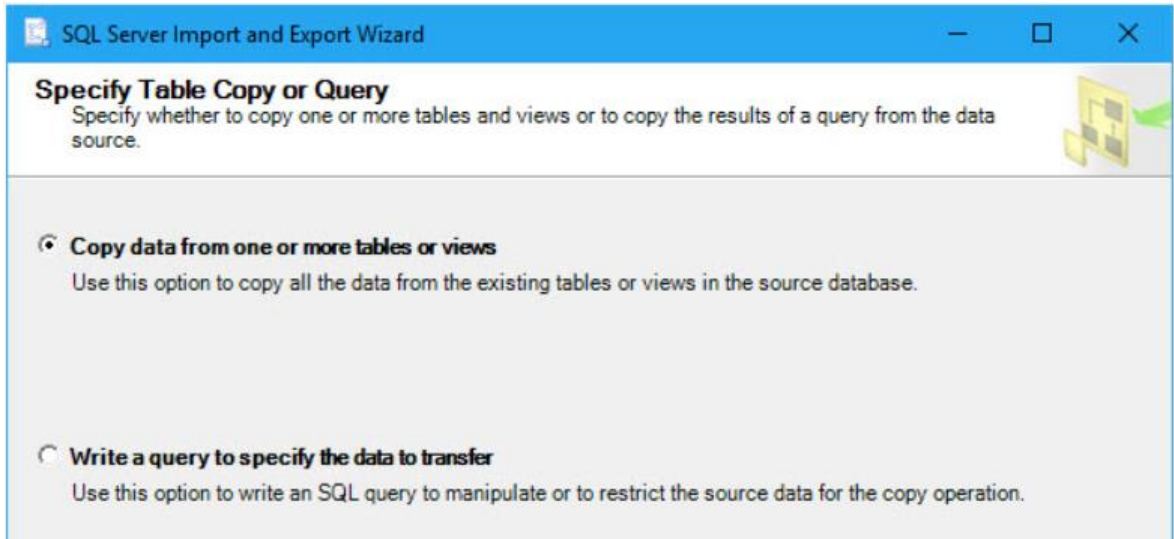 SQL Server Import and Export Wizard
Specify Table Copy or Query
Specify whether to copy one or more tables and views or to copy the results of a query from the data
source.
Copy data from one or more tables or views
Use this option to copy all the data from the existing tables or views in the source database.
Write a query to specify the data to transfer
Use this option to write an SQL query to manipulate or to restrict the source data for the copy operation.